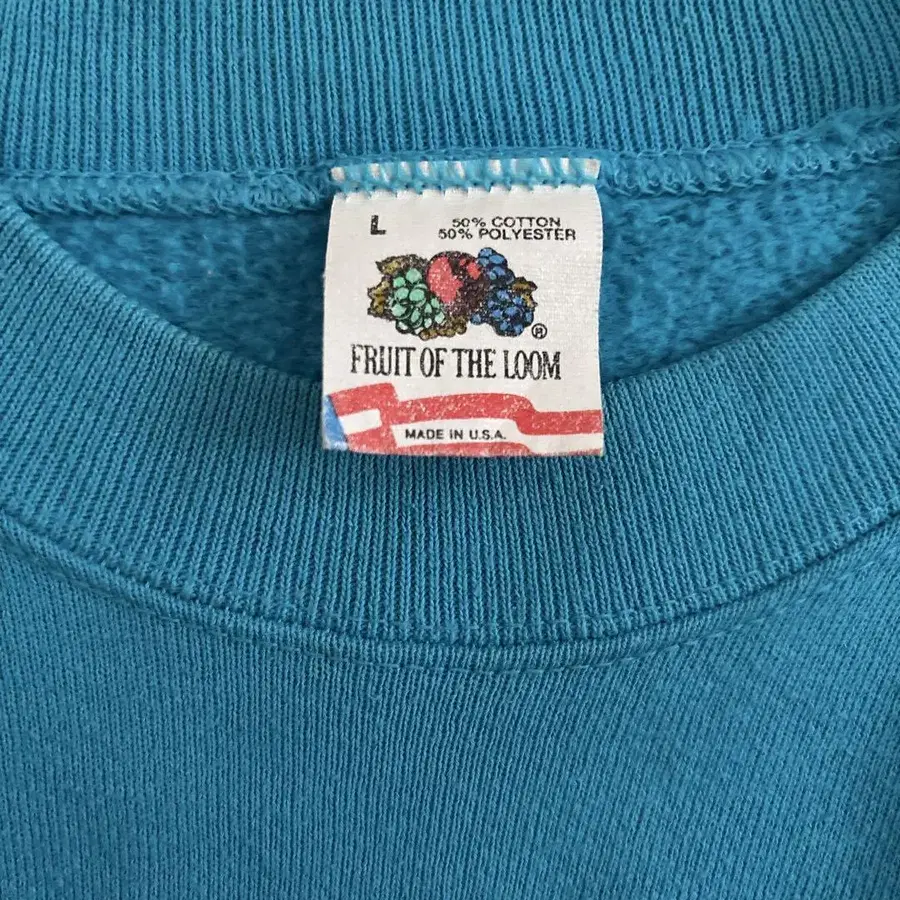 L
50% COTTON
50% POLYESTER
®
FRUIT OF THE LOOM
MADE IN U.S.A.